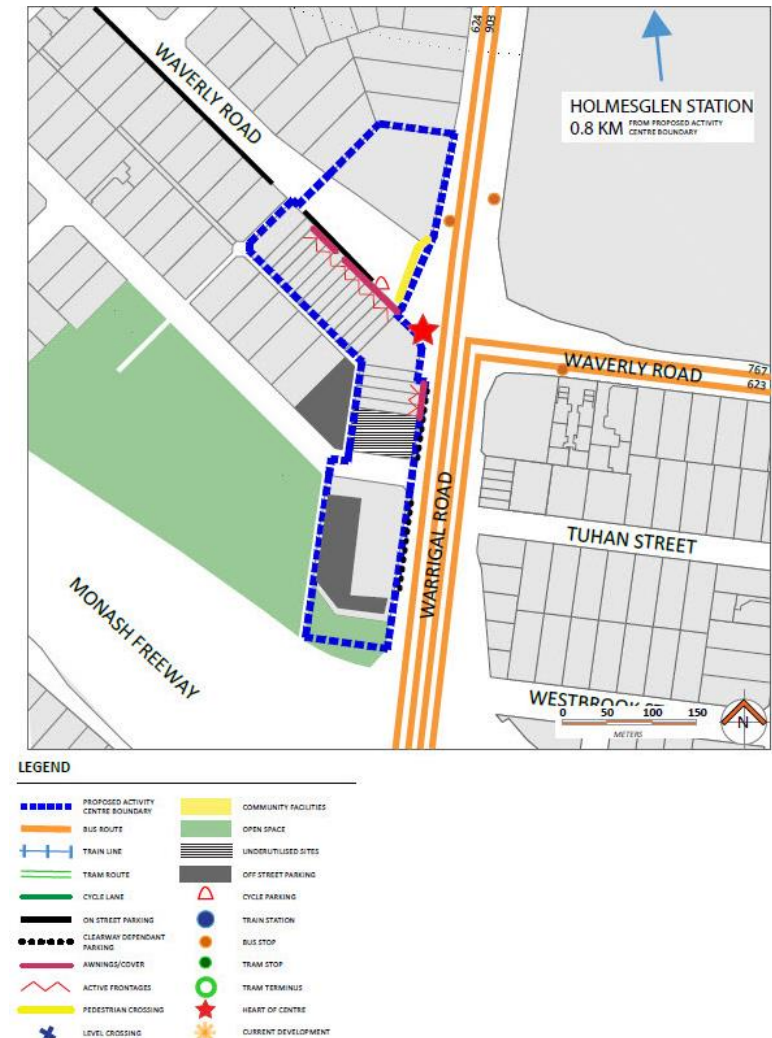 624
903
WAVERLY ROAD
HOLMESGLEN STATION
0.8 KM FROM PROPOSED ACTIVITY
CENTRE BOUNDARY
WAVERLY ROAD
767
623
WARRIGAL ROAD
TUHAN STREET
MONASH FREEWAY
0 50 100 150
METERS
N
LEGEND
PROPOSED ACTIVITY
CENTRE BOUNDARY
BUS ROUTE
TRAIN LINE
TRAM ROUTE
CYCLE LANE
ON STREET PARKING
CLEARWAY DEPENDANT
PARKING
AWNINGS/COVER
ACTIVE FRONTAGES
PEDESTRIAN CROSSING
LEVEL CROSSING
COMMUNITY FACILITIES
OPEN SPACE
UNDERUTILISED SITES
OFF STREET PARKING
CYCLE PARKING
TRAIN STATION
BUS STOP
TRAM STOP
TRAM TERMINUS
HEART OF CENTRE
CURRENT DEVELOPMENT